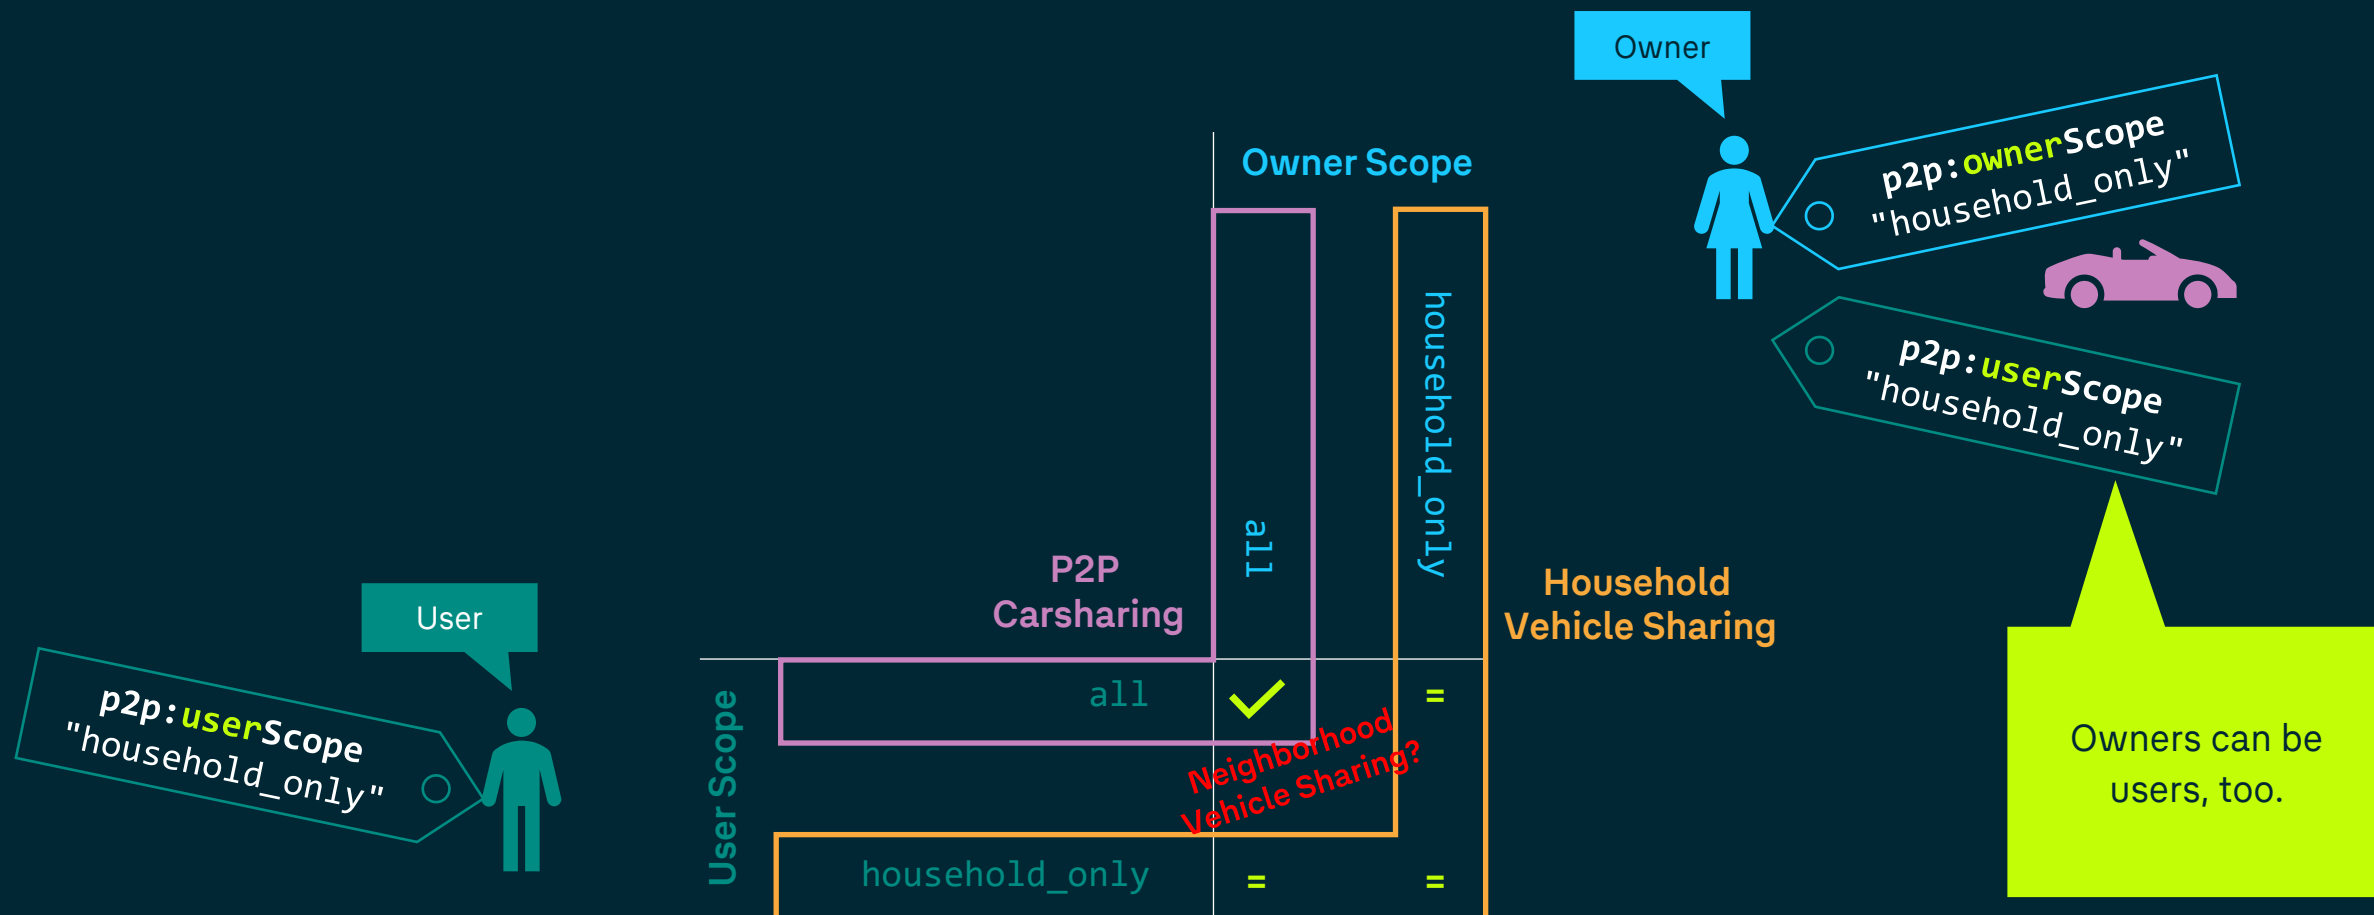 Owner
p2p:ownerScope
"household_only"
Owner Scope
p2p:userScope
"household_only"
all
household_only
P2P
Carsharing
Household
Vehicle Sharing
User
p2p:userScope
"household_only"
User Scope
all
=
Neighborhood
Vehicle Sharing?
household_only
=
=
Owners can be
users, too.